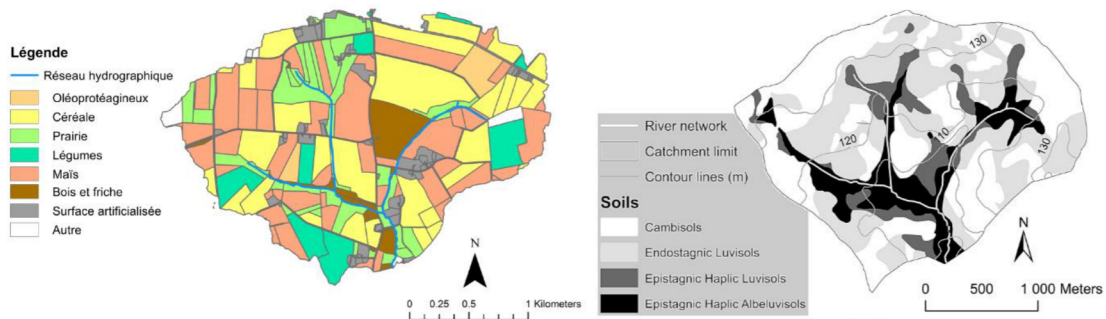 Légende
Réseau hydrographique
Oléoprotéagineux
Céréale
Prairie
Légumes
Maïs
Bois et friche
Surface artificialisée
Autre
N
0 0.25 0.5 1 Kilometers
130
120
10
130
River network
Catchment limit
Contour lines (m)
Soils
Cambisols
Endostagnic Luvisols
Epistagnic Haplic Luvisols
Epistagnic Haplic Albeluvisols
N
0 500 1 000 Meters